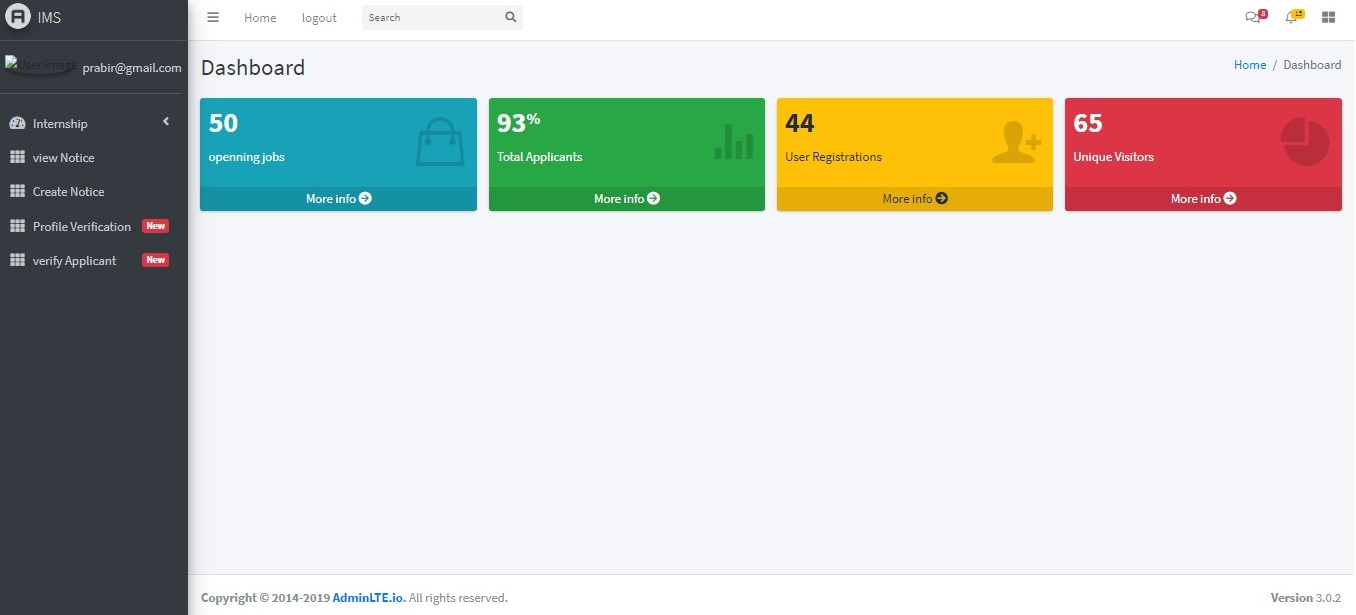 IMS
Home logout Search 8 15
User Image prabir@gmail.com
Internship
view Notice
Create Notice
Profile Verification New
verify Applicant New
Dashboard
Home / Dashboard
50
openning jobs
More info
93%
Total Applicants
More info
44
User Registrations
More info
65
Unique Visitors
More info
Copyright © 2014-2019 AdminLTE.io. All rights reserved.
Version 3.0.2